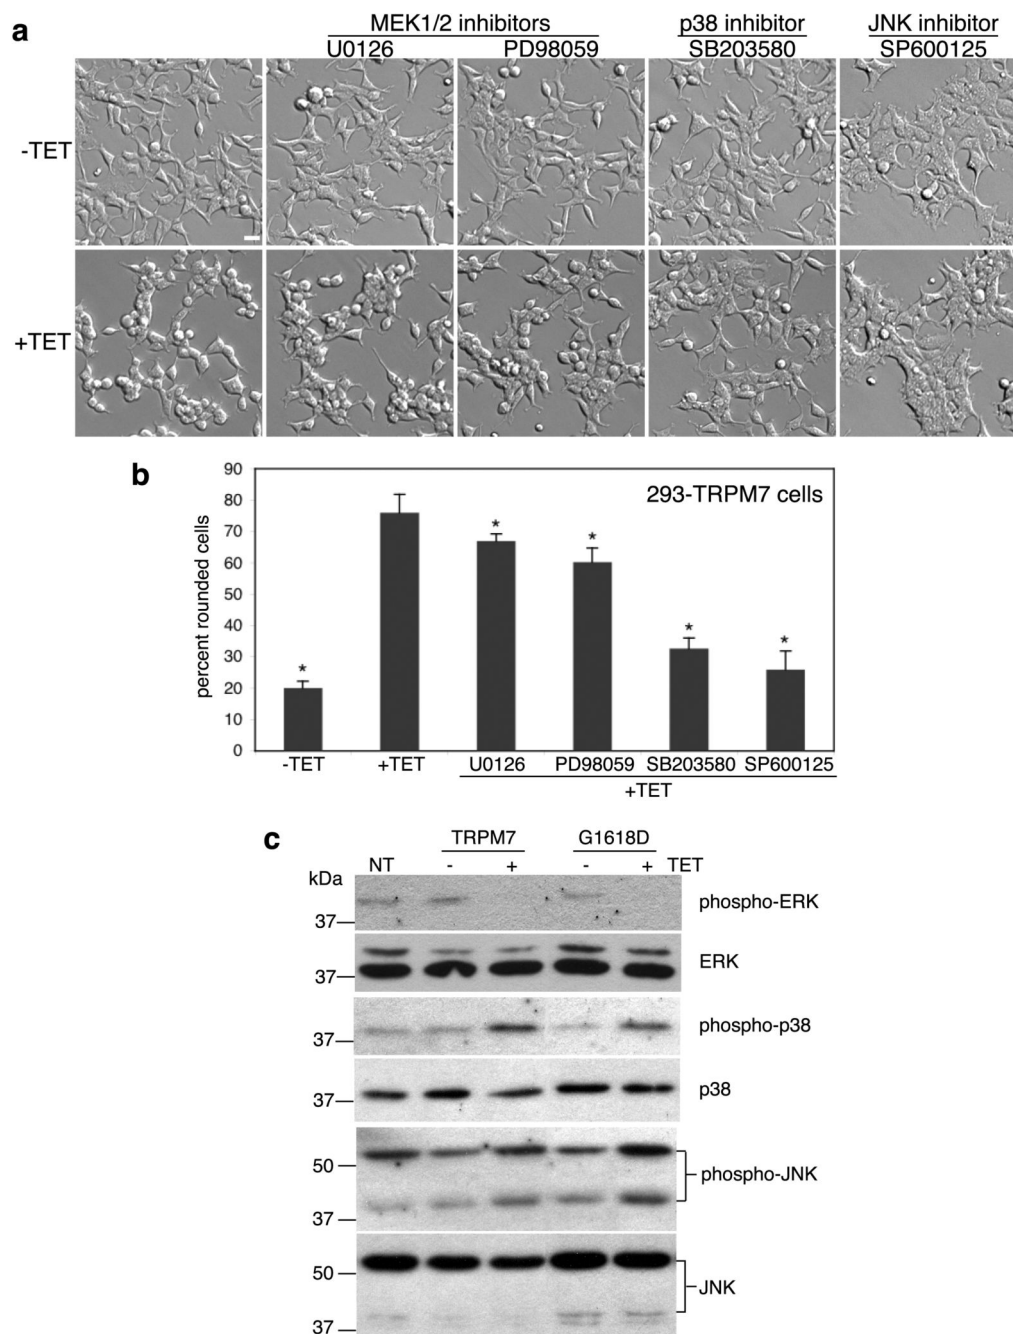 a
MEK1/2 inhibitors
p38 inhibitor
JNK inhibitor
U0126
PD98059
SB203580
SP600125
-TET
+TET
b
293-TRPM7 cells
percent rounded cells
90
80
70
60
50
40
30
20
10
0
*
*
*
*
*
-TET
+TET
U0126
PD98059
SB203580
SP600125
+TET
c
TRPM7
G1618D
NT
-
+
-
+
TET
kDa
37
phospho-ERK
37
ERK
37
phospho-p38
37
p38
50
37
phospho-JNK
50
37
JNK